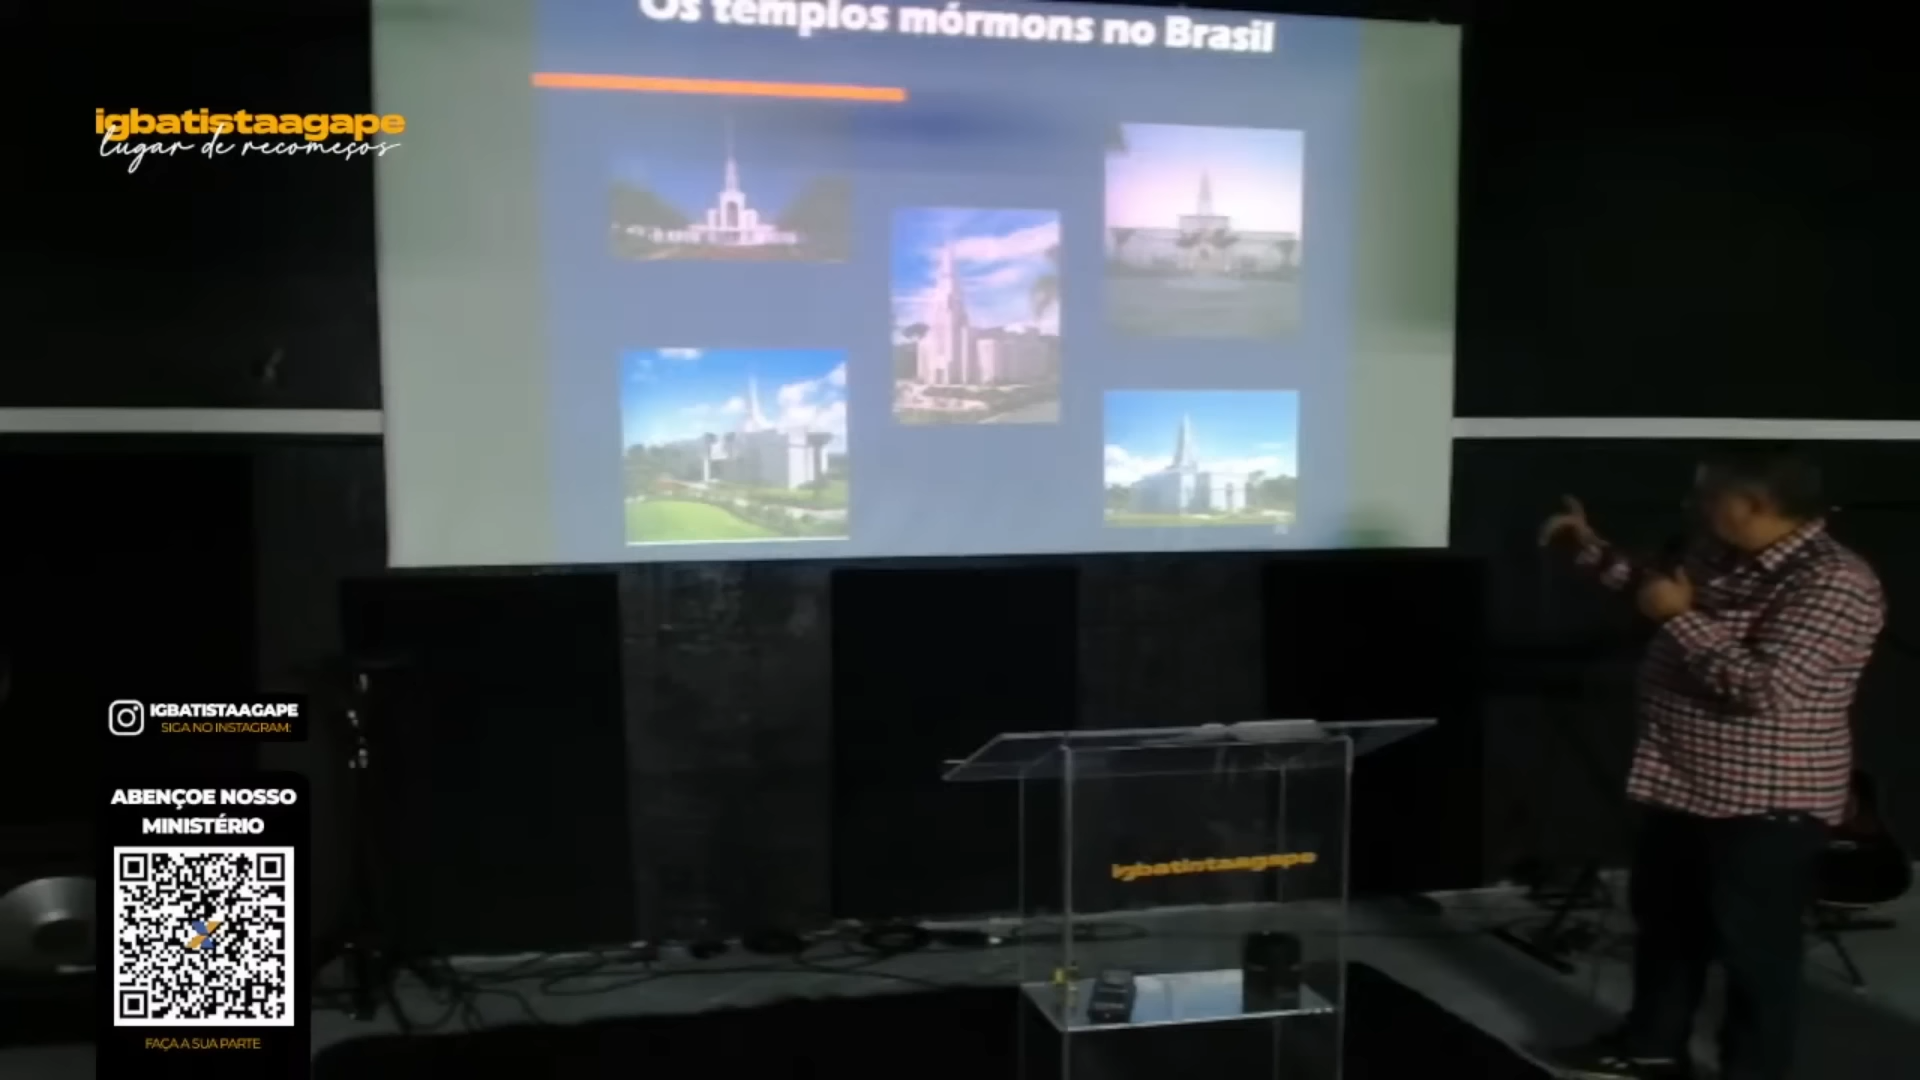 Os templos mórmons no Brasil
igbatistaagape
lugar de recomeços
IGBATISTAAGAPE
SIGA NO INSTAGRAM:
ABENÇOE NOSSO
MINISTÉRIO
FAÇA A SUA PARTE
igbatistaagape